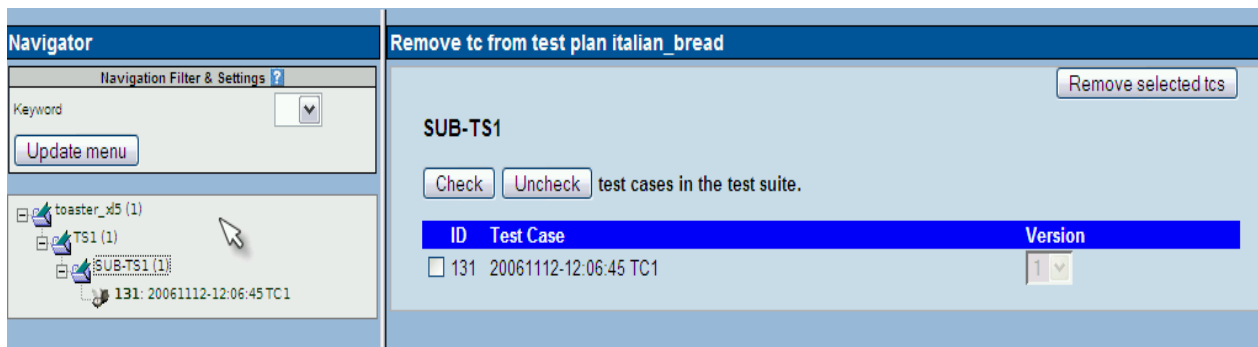 Navigator
Navigation Filter & Settings ?
Keyword
Update menu
toaster_xl5 (1)
TS1 (1)
SUB-TS1 (1)
131: 20061112-12:06:45 TC1
Remove tc from test plan italian_bread
Remove selected tcs
SUB-TS1
Check Uncheck test cases in the test suite.
ID Test Case Version
131 20061112-12:06:45 TC1 1